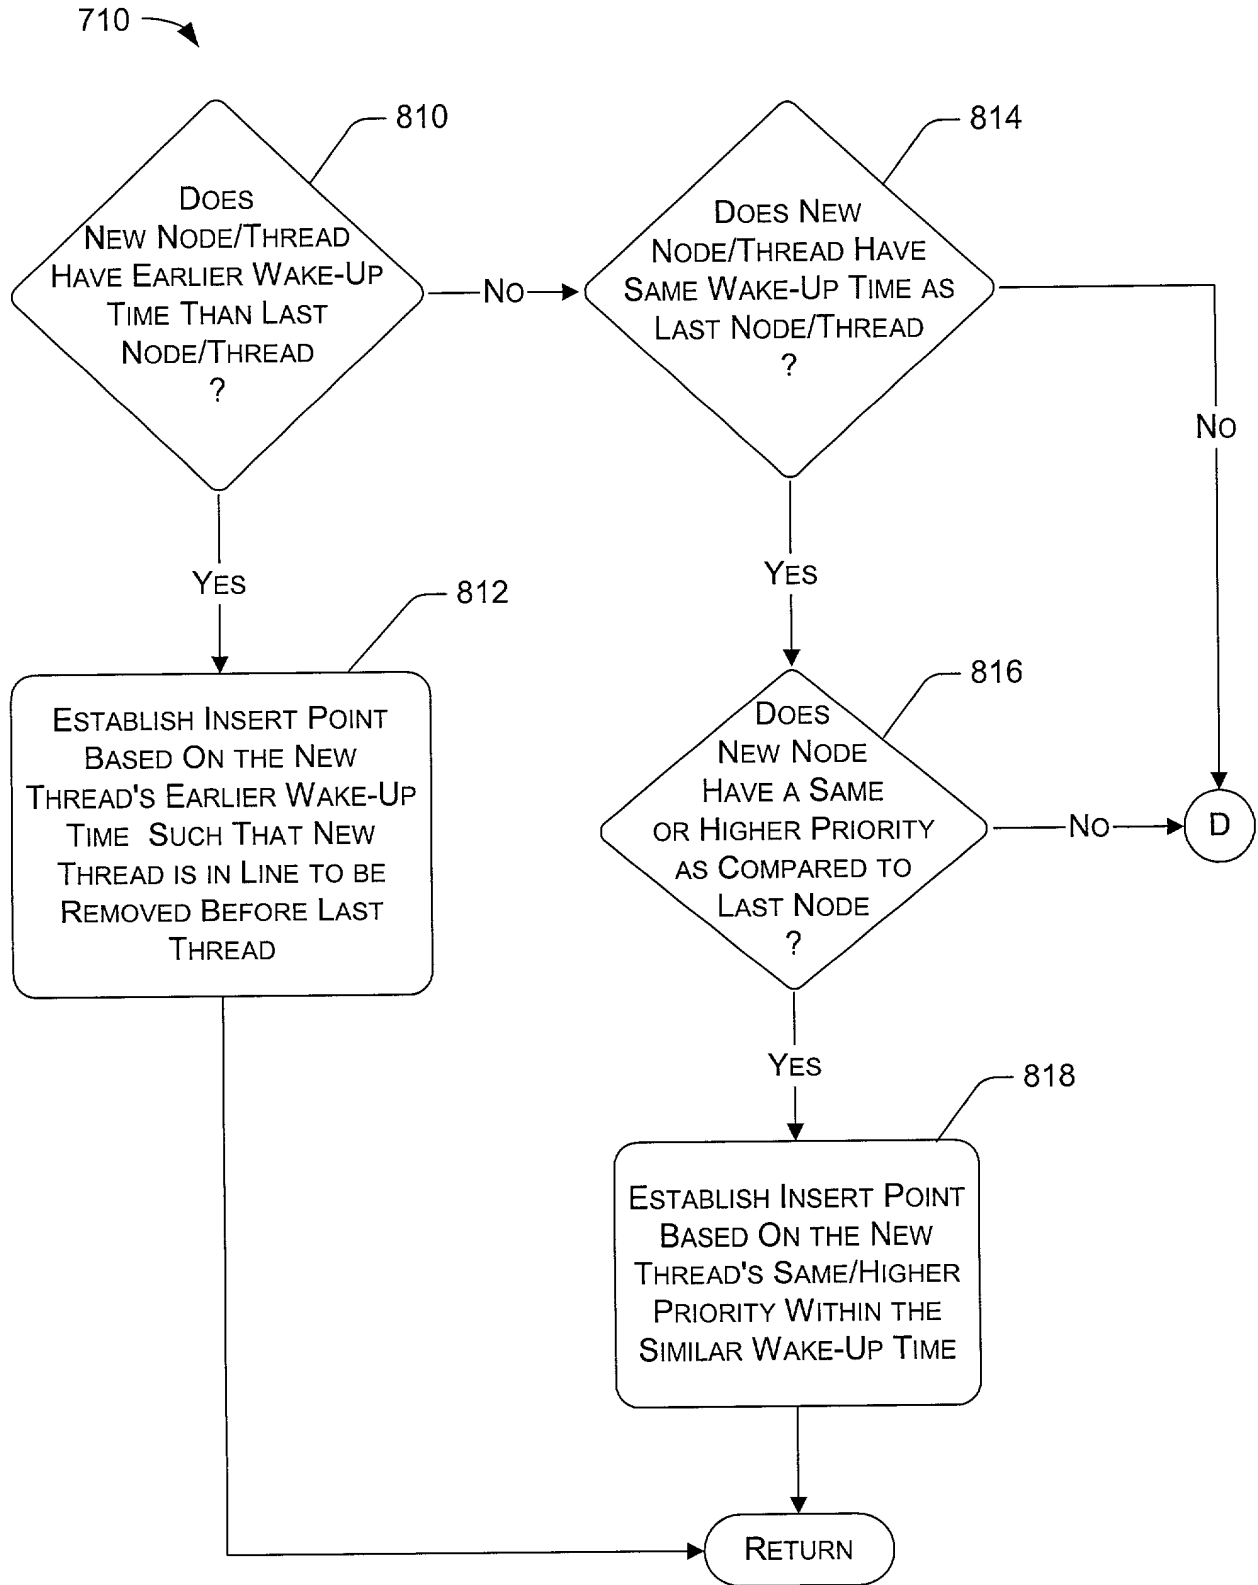 710
810
DOES
NEW NODE/THREAD
HAVE EARLIER WAKE-UP
TIME THAN LAST
NODE/THREAD
?
NO
814
DOES NEW
NODE/THREAD HAVE
SAME WAKE-UP TIME AS
LAST NODE/THREAD
?
NO
YES
812
ESTABLISH INSERT POINT
BASED ON THE NEW
THREAD'S EARLIER WAKE-UP
TIME SUCH THAT NEW
THREAD IS IN LINE TO BE
REMOVED BEFORE LAST
THREAD
YES
816
DOES
NEW NODE
HAVE A SAME
OR HIGHER PRIORITY
AS COMPARED TO
LAST NODE
?
NO
D
YES
818
ESTABLISH INSERT POINT
BASED ON THE NEW
THREAD'S SAME/HIGHER
PRIORITY WITHIN THE
SIMILAR WAKE-UP TIME
RETURN